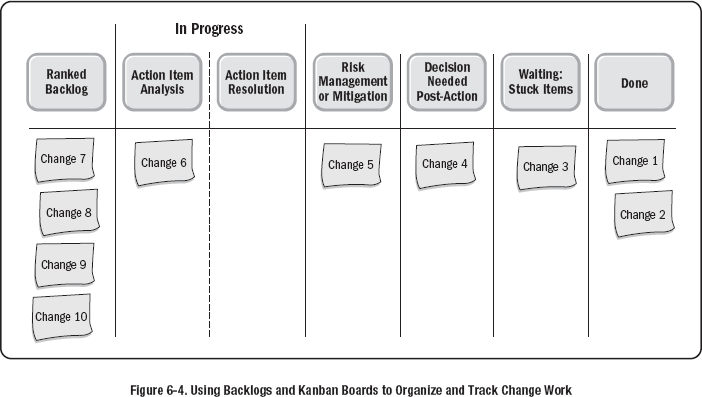 In Progress
Ranked
Backlog
Action Item
Analysis
Action Item
Resolution
Risk
Management
or Mitigation
Decision
Needed
Post-Action
Waiting:
Stuck Items
Done
Change 7
Change 6
Change 5
Change 4
Change 3
Change 1
Change 8
Change 2
Change 9
Change 10
Figure 6-4. Using Backlogs and Kanban Boards to Organize and Track Change Work